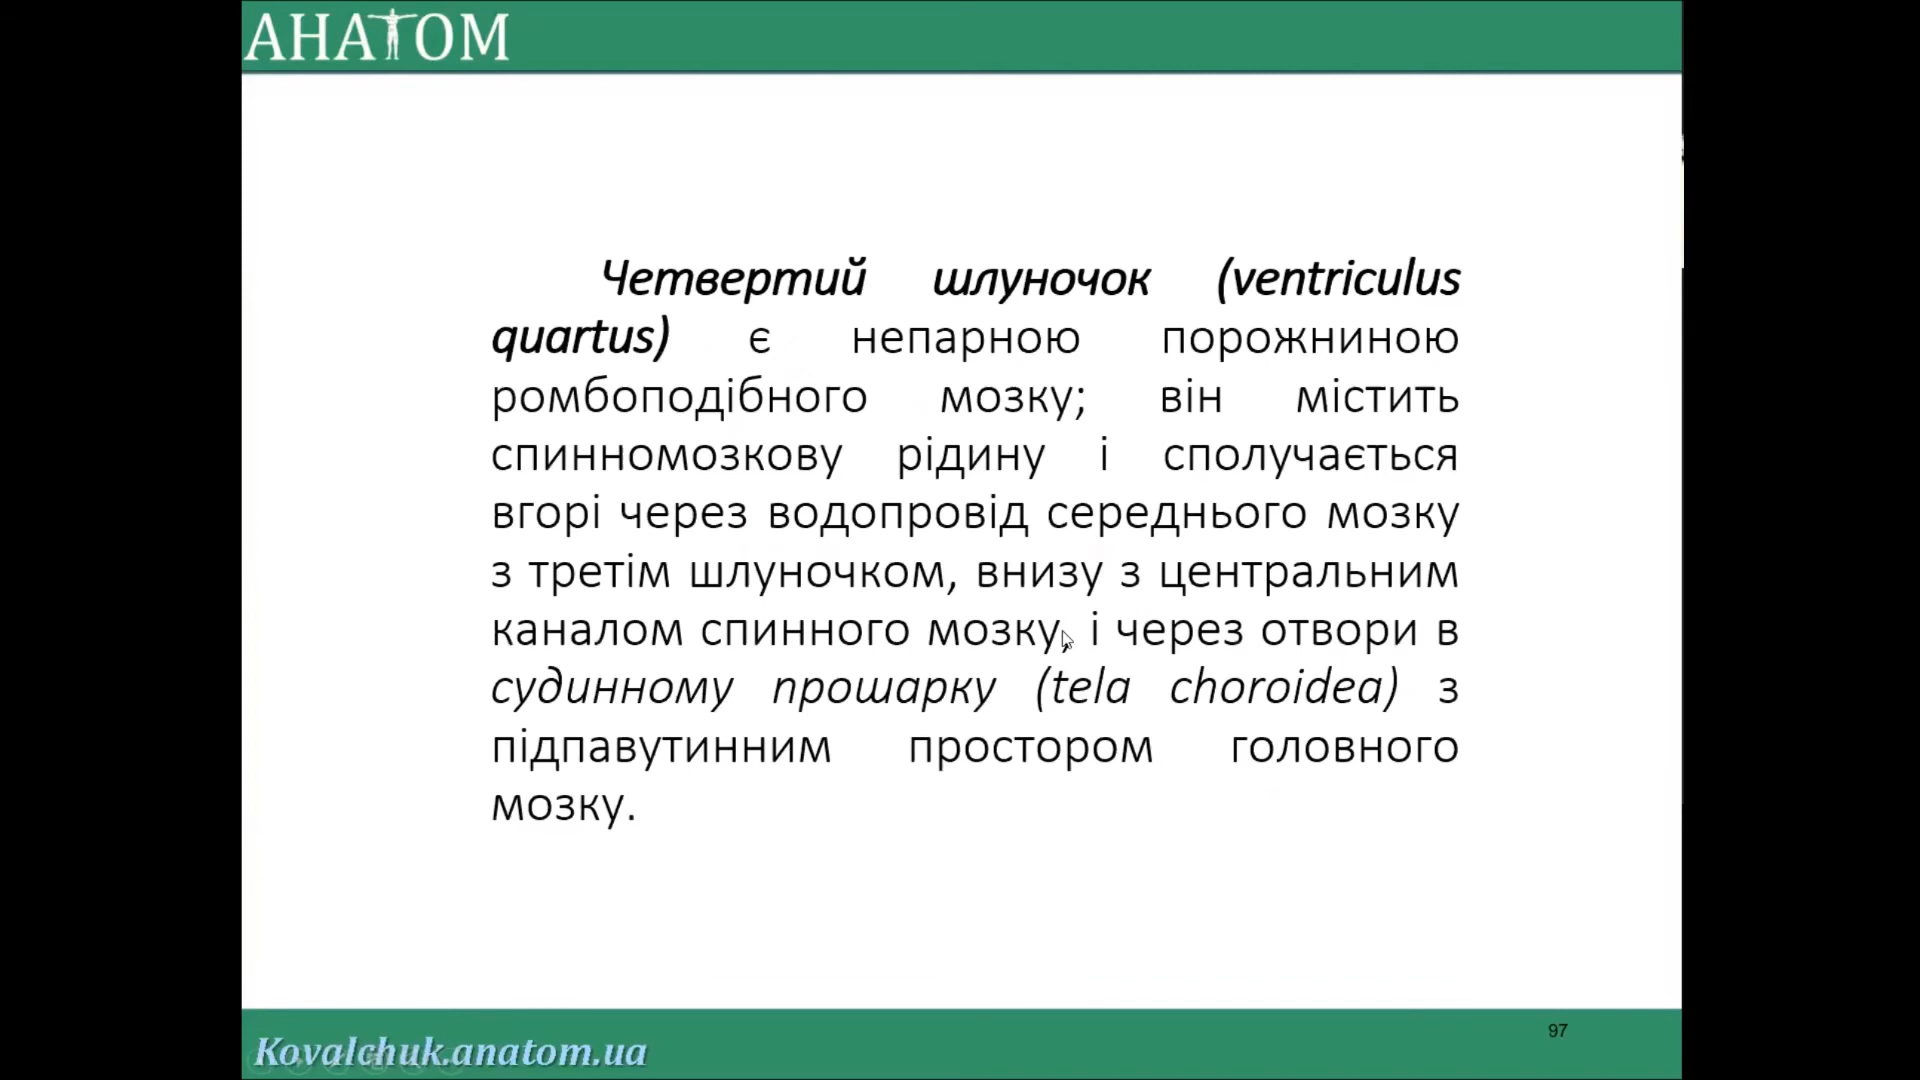 АНАТОМ
Четвертий шлуночок (ventriculus
quartus) є непарною порожниною
ромбоподібного мозку; він містить
спинномозкову рідину і сполучається
вгорі через водопровід середнього мозку
з третім шлуночком, внизу з центральним
каналом спинного мозку, і через отвори в
судинному прошарку (tela choroidea) з
підпавутинним простором головного
мозку.
97
Kovalchuk.anatom.ua